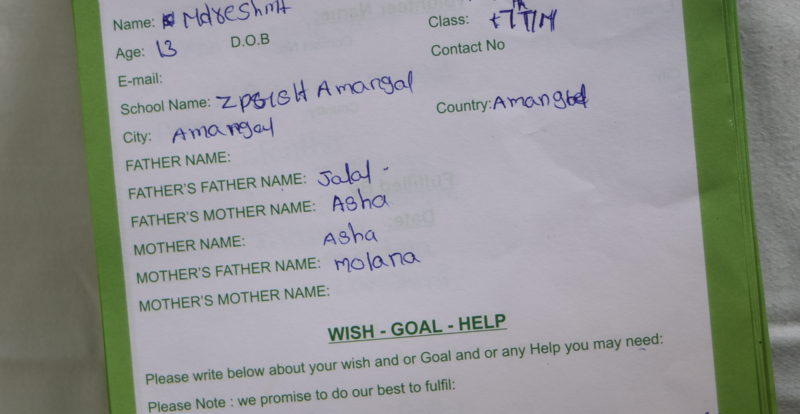 Name: Mdreshma Class:
Age: 13 D.O.B Contact No
E-mail:
School Name: ZPGHSH Amangal
City: Amangal Country: Amangal
FATHER NAME:
FATHER'S FATHER NAME: Jalal -
FATHER'S MOTHER NAME: Asha
MOTHER NAME: Asha
MOTHER'S FATHER NAME: Molana
MOTHER'S MOTHER NAME:
WISH - GOAL - HELP
Please write below about your wish and or Goal and or any Help you may need:
Please Note : we promise to do our best to fulfil: